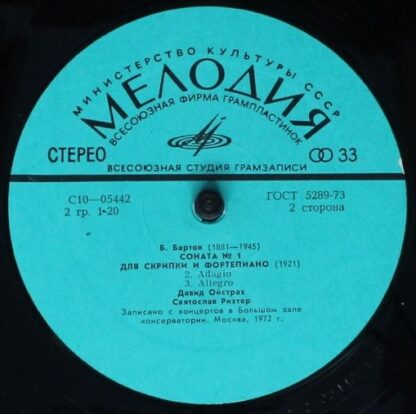 МИНИСТЕРСТВО КУЛЬТУРЫ СССР
МЕЛОДИЯ
ВСЕСОЮЗНАЯ ФИРМА ГРАМПЛАСТИНОК
СТЕРЕО
33
ВСЕСОЮЗНАЯ СТУДИЯ ГРАМЗАПИСИ
С10—05442
ГОСТ 5289-73
2 гр. 1-20
2 сторона
Б. Барток (1881—1945)
СОНАТА № 1
ДЛЯ СКРИПКИ И ФОРТЕПИАНО (1921)
2. Adagio
3. Allegro
Давид Ойстрах
Святослав Рихтер
Записано с концертов в Большом зале
консерватории. Москва, 1972 г.